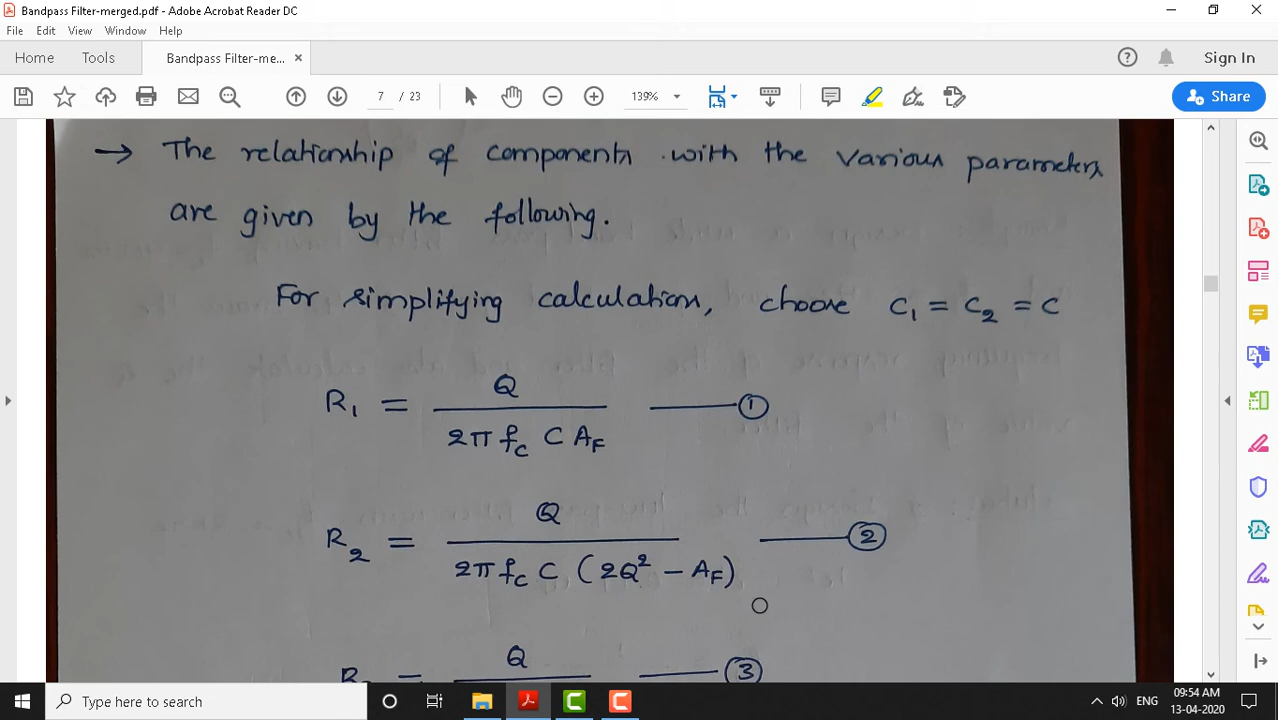 Bandpass Filter-merged.pdf - Adobe Acrobat Reader DC
File Edit View Window Help
Home Tools Bandpass Filter-me... × Sign In
7 / 23 139% Share
→ The relationship of components with the various parameters
are given by the following.
For simplifying calculation, choose C₁ = C₂ = C
R₁ = Q / 2π f_C C A_F —— ①
R₂ = Q / 2π f_C C (2Q² − A_F) —— ②
Q —— ③
Type here to search ENG 09:54 AM
13-04-2020